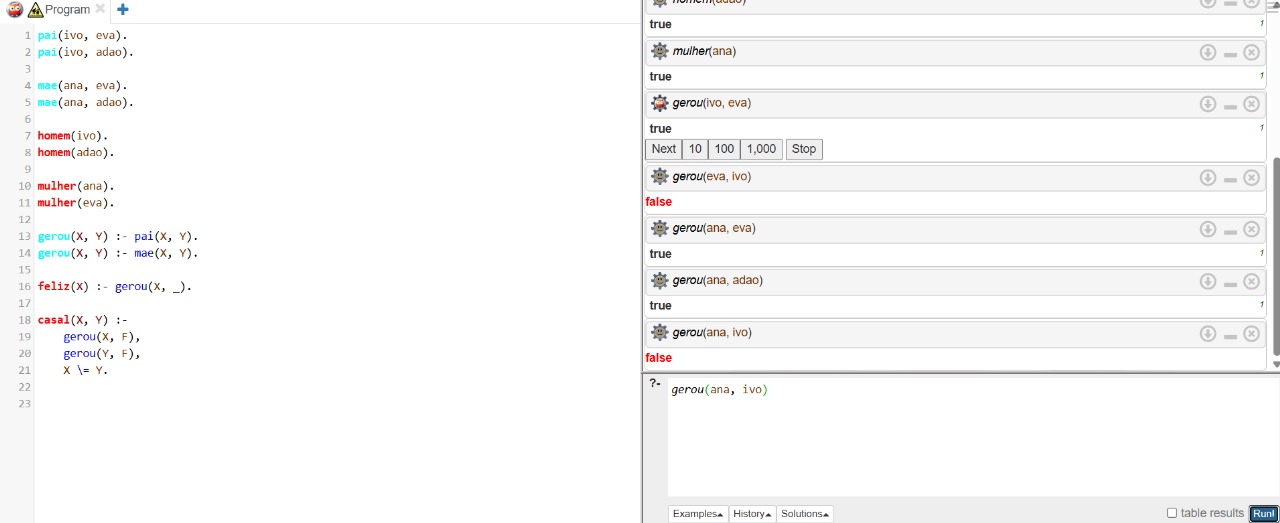 Program
1 pai(ivo, eva).
2 pai(ivo, adao).
3
4 mae(ana, eva).
5 mae(ana, adao).
6
7 homem(ivo).
8 homem(adao).
9
10 mulher(ana).
11 mulher(eva).
12
13 gerou(X, Y) :- pai(X, Y).
14 gerou(X, Y) :- mae(X, Y).
15
16 feliz(X) :- gerou(X, _).
17
18 casal(X, Y) :-
19 gerou(X, F),
20 gerou(Y, F),
21 X \= Y.
22
23
homem(adao)
true 1
mulher(ana)
true 1
gerou(ivo, eva)
true 1
Next 10 100 1,000 Stop
gerou(eva, ivo)
false
gerou(ana, eva)
true 1
gerou(ana, adao)
true 1
gerou(ana, ivo)
false
?- gerou(ana, ivo)
Examples History Solutions table results Run!